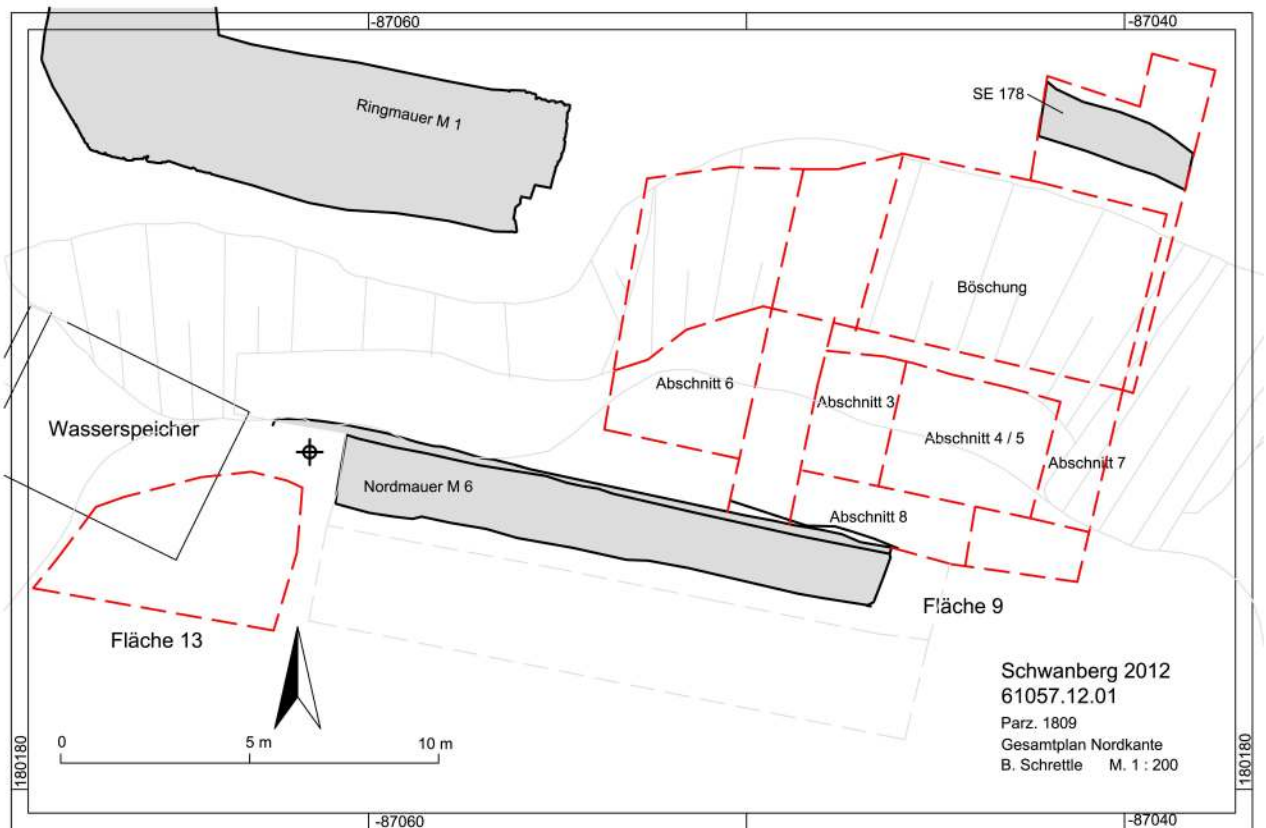 -87060
-87040
Ringmauer M 1
SE 178
Böschung
Abschnitt 6
Abschnitt 3
Wasserspeicher
Abschnitt 4 / 5
Abschnitt 7
Nordmauer M 6
Abschnitt 8
Fläche 9
Fläche 13
Schwanberg 2012
61057.12.01
Parz. 1809
Gesamtplan Nordkante
B. Schrettle M. 1 : 200
0 5 m 10 m
180180
180180
-87060
-87040